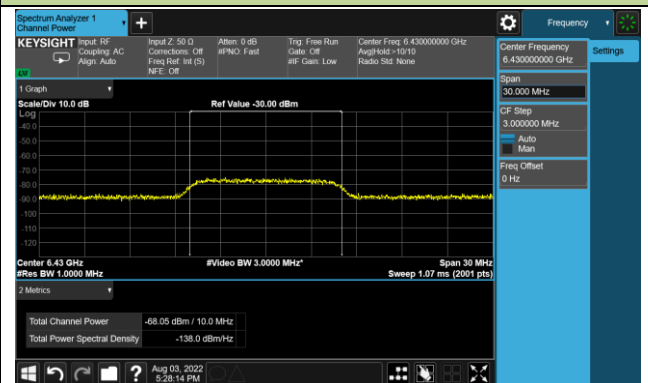 Spectrum Analyzer 1
Channel Power
Frequency
KEYSIGHT
Input: RF
Coupling: AC
Align: Auto
Input Z: 50 Ω
Corrections: Off
Freq Ref: Int (S)
NFE: Off
Atten: 0 dB
#PNO: Fast
Trig: Free Run
Gate: Off
#IF Gain: Low
Center Freq: 6.430000000 GHz
Avg|Hold:>10/10
Radio Std: None
Center Frequency
6.430000000 GHz
Settings
Span
30.000 MHz
CF Step
3.000000 MHz
Auto
Man
Freq Offset
0 Hz
1 Graph
Scale/Div 10.0 dB
Ref Value -30.00 dBm
Log
-40.0
-50.0
-60.0
-70.0
-80.0
-90.0
-100
-110
-120
Center 6.43 GHz
#Video BW 3.0000 MHz*
Span 30 MHz
#Res BW 1.0000 MHz
Sweep 1.07 ms (2001 pts)
2 Metrics
Total Channel Power -68.05 dBm / 10.0 MHz
Total Power Spectral Density -138.0 dBm/Hz
?
Aug 03, 2022
5:28:14 PM